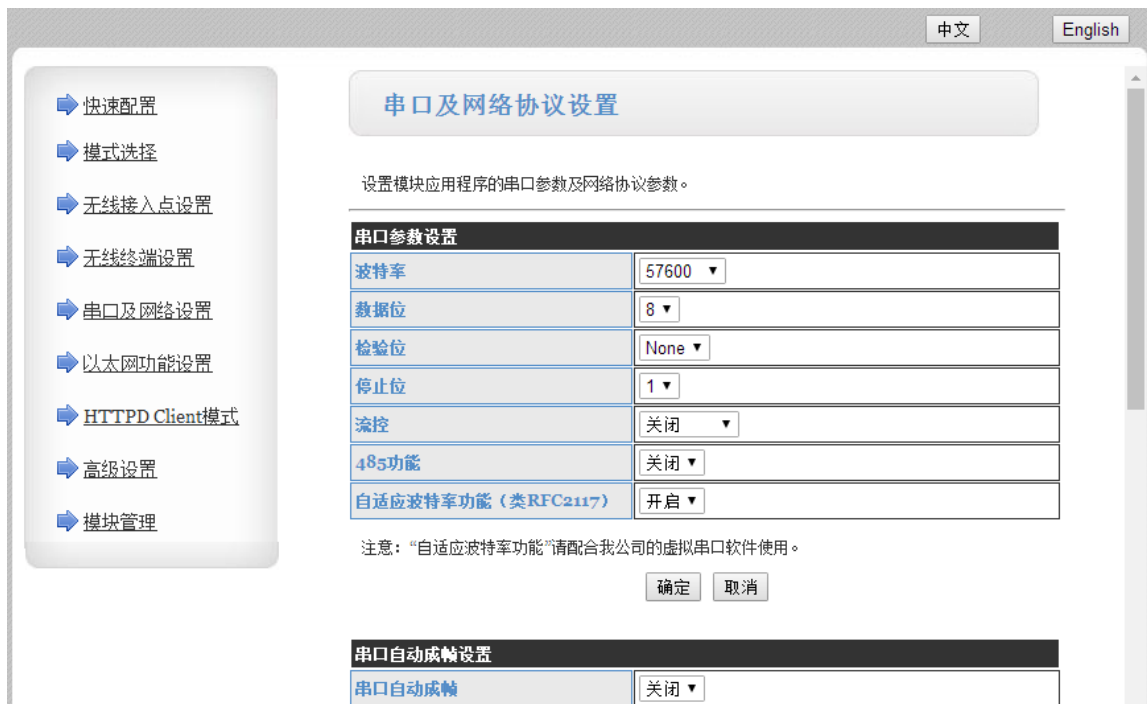 中文 English
快速配置
模式选择
无线接入点设置
无线终端设置
串口及网络设置
以太网功能设置
HTTPD Client模式
高级设置
模块管理
串口及网络协议设置
设置模块应用程序的串口参数及网络协议参数。
串口参数设置
波特率 57600
数据位 8
检验位 None
停止位 1
流控 关闭
485功能 关闭
自适应波特率功能（类RFC2117） 开启
注意：“自适应波特率功能”请配合我公司的虚拟串口软件使用。
确定 取消
串口自动成帧设置
串口自动成帧 关闭